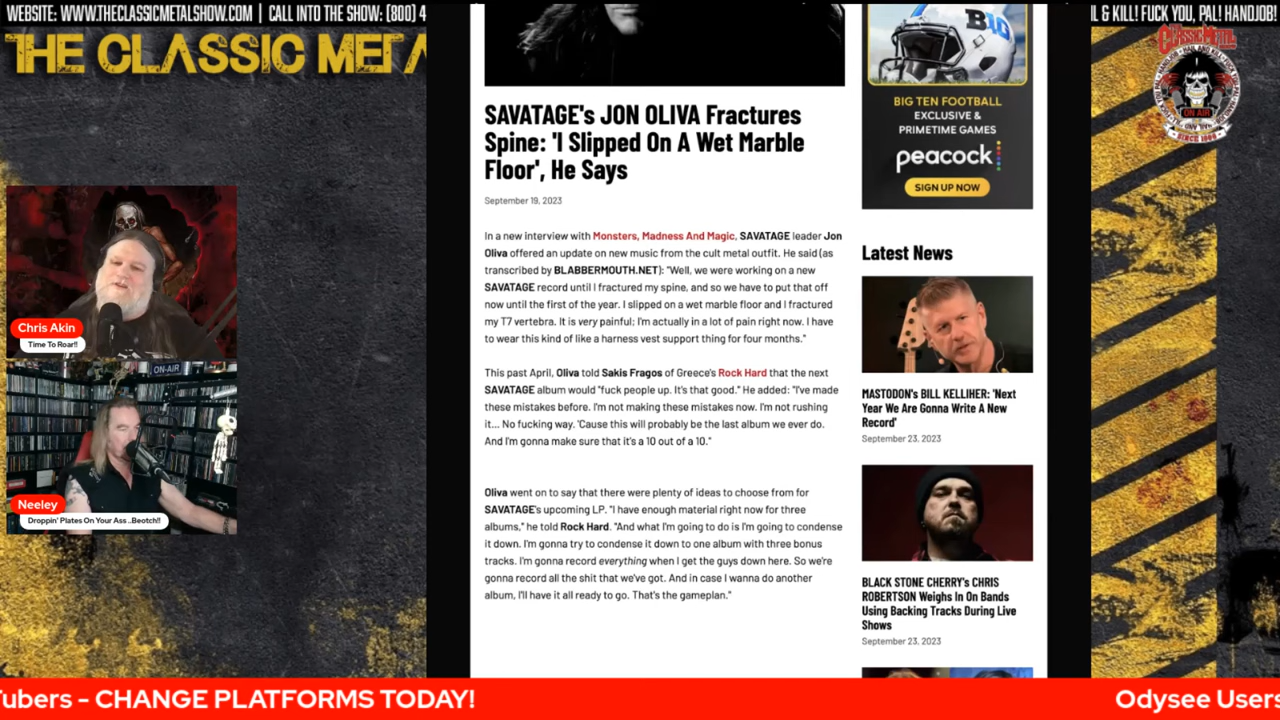 WEBSITE: WWW.THECLASSICMETALSHOW.COM | CALL INTO THE SHOW: (800) 4
IL & KILL! FUCK YOU, PAL! HANDJOB!
THE CLASSIC META
CLASSIC METAL
ON AIR
SINCE 1996
BIG TEN FOOTBALL
EXCLUSIVE &
PRIMETIME GAMES
peacock
SIGN UP NOW
SAVATAGE's JON OLIVA Fractures
Spine: 'I Slipped On A Wet Marble
Floor', He Says
September 19, 2023
In a new interview with Monsters, Madness And Magic, SAVATAGE leader Jon
Oliva offered an update on new music from the cult metal outfit. He said (as
transcribed by BLABBERMOUTH.NET): "Well, we were working on a new
SAVATAGE record until I fractured my spine, and so we have to put that off
now until the first of the year. I slipped on a wet marble floor and I fractured
my T7 vertebra. It is very painful; I'm actually in a lot of pain right now. I have
to wear this kind of like a harness vest support thing for four months."
This past April, Oliva told Sakis Fragos of Greece's Rock Hard that the next
SAVATAGE album would "fuck people up. It's that good." He added: "I've made
these mistakes before. I'm not making these mistakes now. I'm not rushing
it... No fucking way. 'Cause this will probably be the last album we ever do.
And I'm gonna make sure that it's a 10 out of a 10."
Oliva went on to say that there were plenty of ideas to choose from for
SAVATAGE's upcoming LP. "I have enough material right now for three
albums," he told Rock Hard. "And what I'm going to do is I'm going to condense
it down. I'm gonna try to condense it down to one album with three bonus
tracks. I'm gonna record everything when I get the guys down here. So we're
gonna record all the shit that we've got. And in case I wanna do another
album, I'll have it all ready to go. That's the gameplan."
Latest News
MASTODON's BILL KELLIHER: 'Next
Year We Are Gonna Write A New
Record'
September 23, 2023
BLACK STONE CHERRY's CHRIS
ROBERTSON Weighs In On Bands
Using Backing Tracks During Live
Shows
September 23, 2023
Chris Akin
Time To Roar!!
ON-AIR
Neeley
Droppin' Plates On Your Ass ..Beotch!!
Tubers - CHANGE PLATFORMS TODAY!
Odysee Users